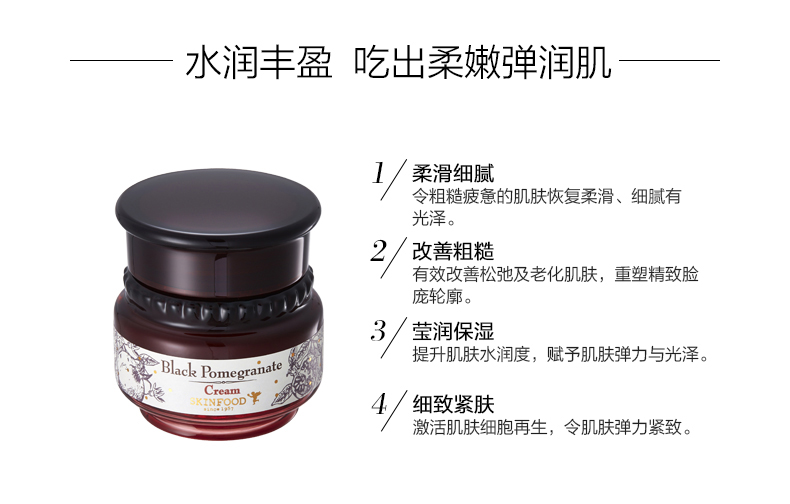 水润丰盈 吃出柔嫩弹润肌
1 柔滑细腻
令粗糙疲惫的肌肤恢复柔滑、细腻有
光泽。
2 改善粗糙
有效改善松弛及老化肌肤，重塑精致脸
庞轮廓。
3 莹润保湿
提升肌肤水润度，赋予肌肤弹力与光泽。
4 细致紧肤
激活肌肤细胞再生，令肌肤弹力紧致。
Black Pomegranate
Cream
SKINFOOD
since 1957